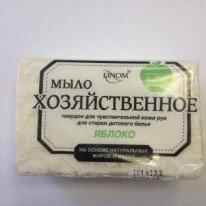 LINOM
МЫЛО
ХОЗЯЙСТВЕННОЕ
твердое для чувствительной кожи рук
для стирки детского белья
ЯБЛОКО
НА ОСНОВЕ НАТУРАЛЬНЫХ
ЖИРОВ И МАСЕЛ